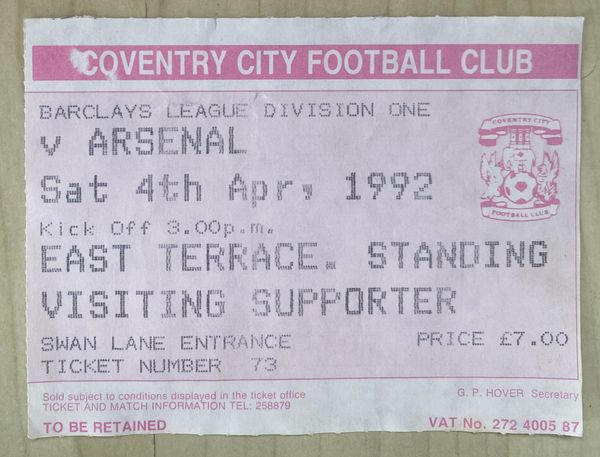 COVENTRY CITY FOOTBALL CLUB
BARCLAYS LEAGUE DIVISION ONE
v ARSENAL
Sat 4th Apr, 1992
Kick Off 3.00p.m.
EAST TERRACE. STANDING
VISITING SUPPORTER
SWAN LANE ENTRANCE
PRICE £7.00
TICKET NUMBER 73
COVENTRY CITY
FOOTBALL CLUB
Sold subject to conditions displayed in the ticket office
TICKET AND MATCH INFORMATION TEL: 258879
G. P. HOVER Secretary
TO BE RETAINED
VAT No. 272 4005 87